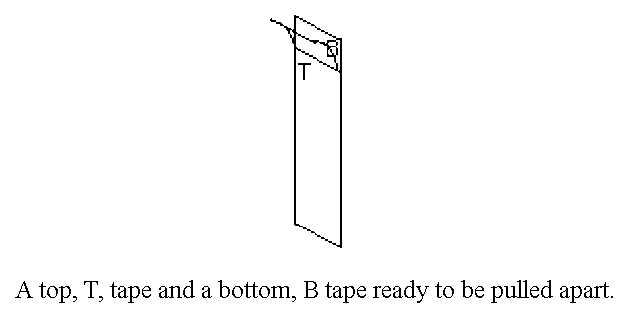 B
T
A top, T, tape and a bottom, B tape ready to be pulled apart.